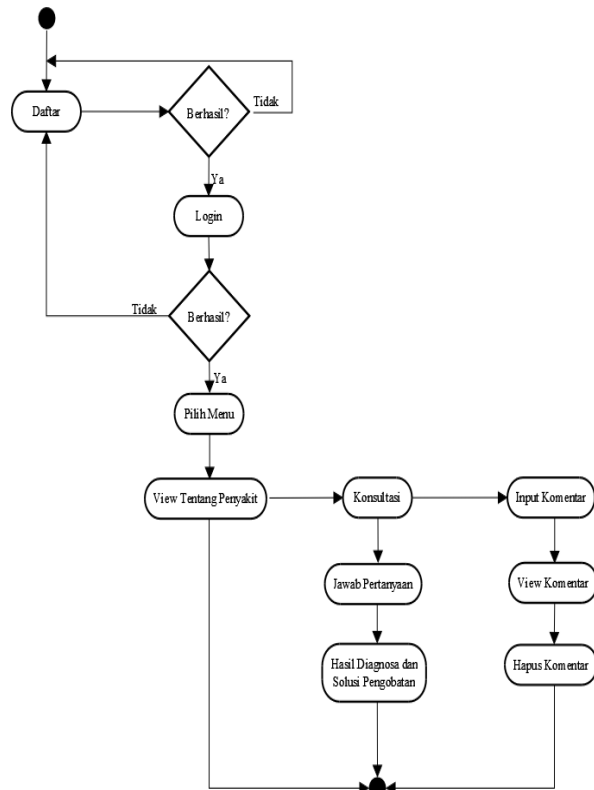 Daftar
Berhasil?
Tidak
Ya
Login
Berhasil?
Tidak
Ya
Pilih Menu
View Tentang Penyakit
Konsultasi
Input Komentar
Jawab Pertanyaan
View Komentar
Hasil Diagnosa dan
Solusi Pengobatan
Hapus Komentar